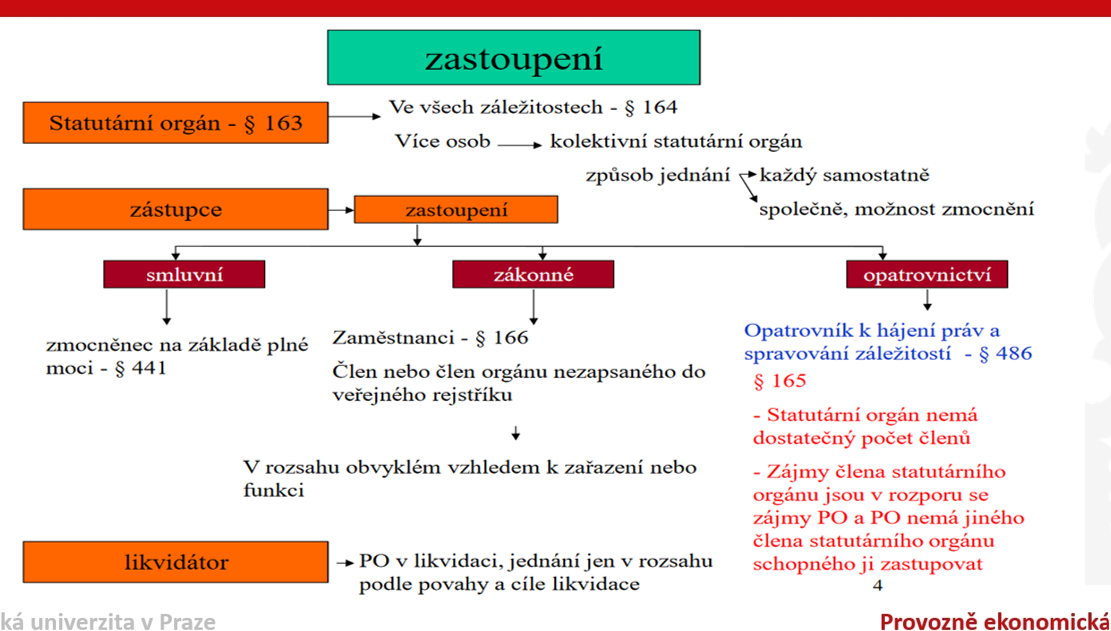 zastoupení
Statutární orgán - § 163
Ve všech záležitostech - § 164
Více osob
kolektivní statutární orgán
způsob jednání
každý samostatně
společně, možnost zmocnění
zástupce
zastoupení
smluvní
zákonné
opatrovnictví
zmocněnec na základě plné
moci - § 441
Zaměstnanci - § 166
Člen nebo člen orgánu nezapsaného do
veřejného rejstříku
V rozsahu obvyklém vzhledem k zařazení nebo
funkci
Opatrovník k hájení práv a
spravování záležitostí - § 486
§ 165
- Statutární orgán nemá
dostatečný počet členů
- Zájmy člena statutárního
orgánu jsou v rozporu se
zájmy PO a PO nemá jiného
člena statutárního orgánu
schopného ji zastupovat
likvidátor
PO v likvidaci, jednání jen v rozsahu
podle povahy a cíle likvidace
4
ká univerzita v Praze
Provozně ekonomická